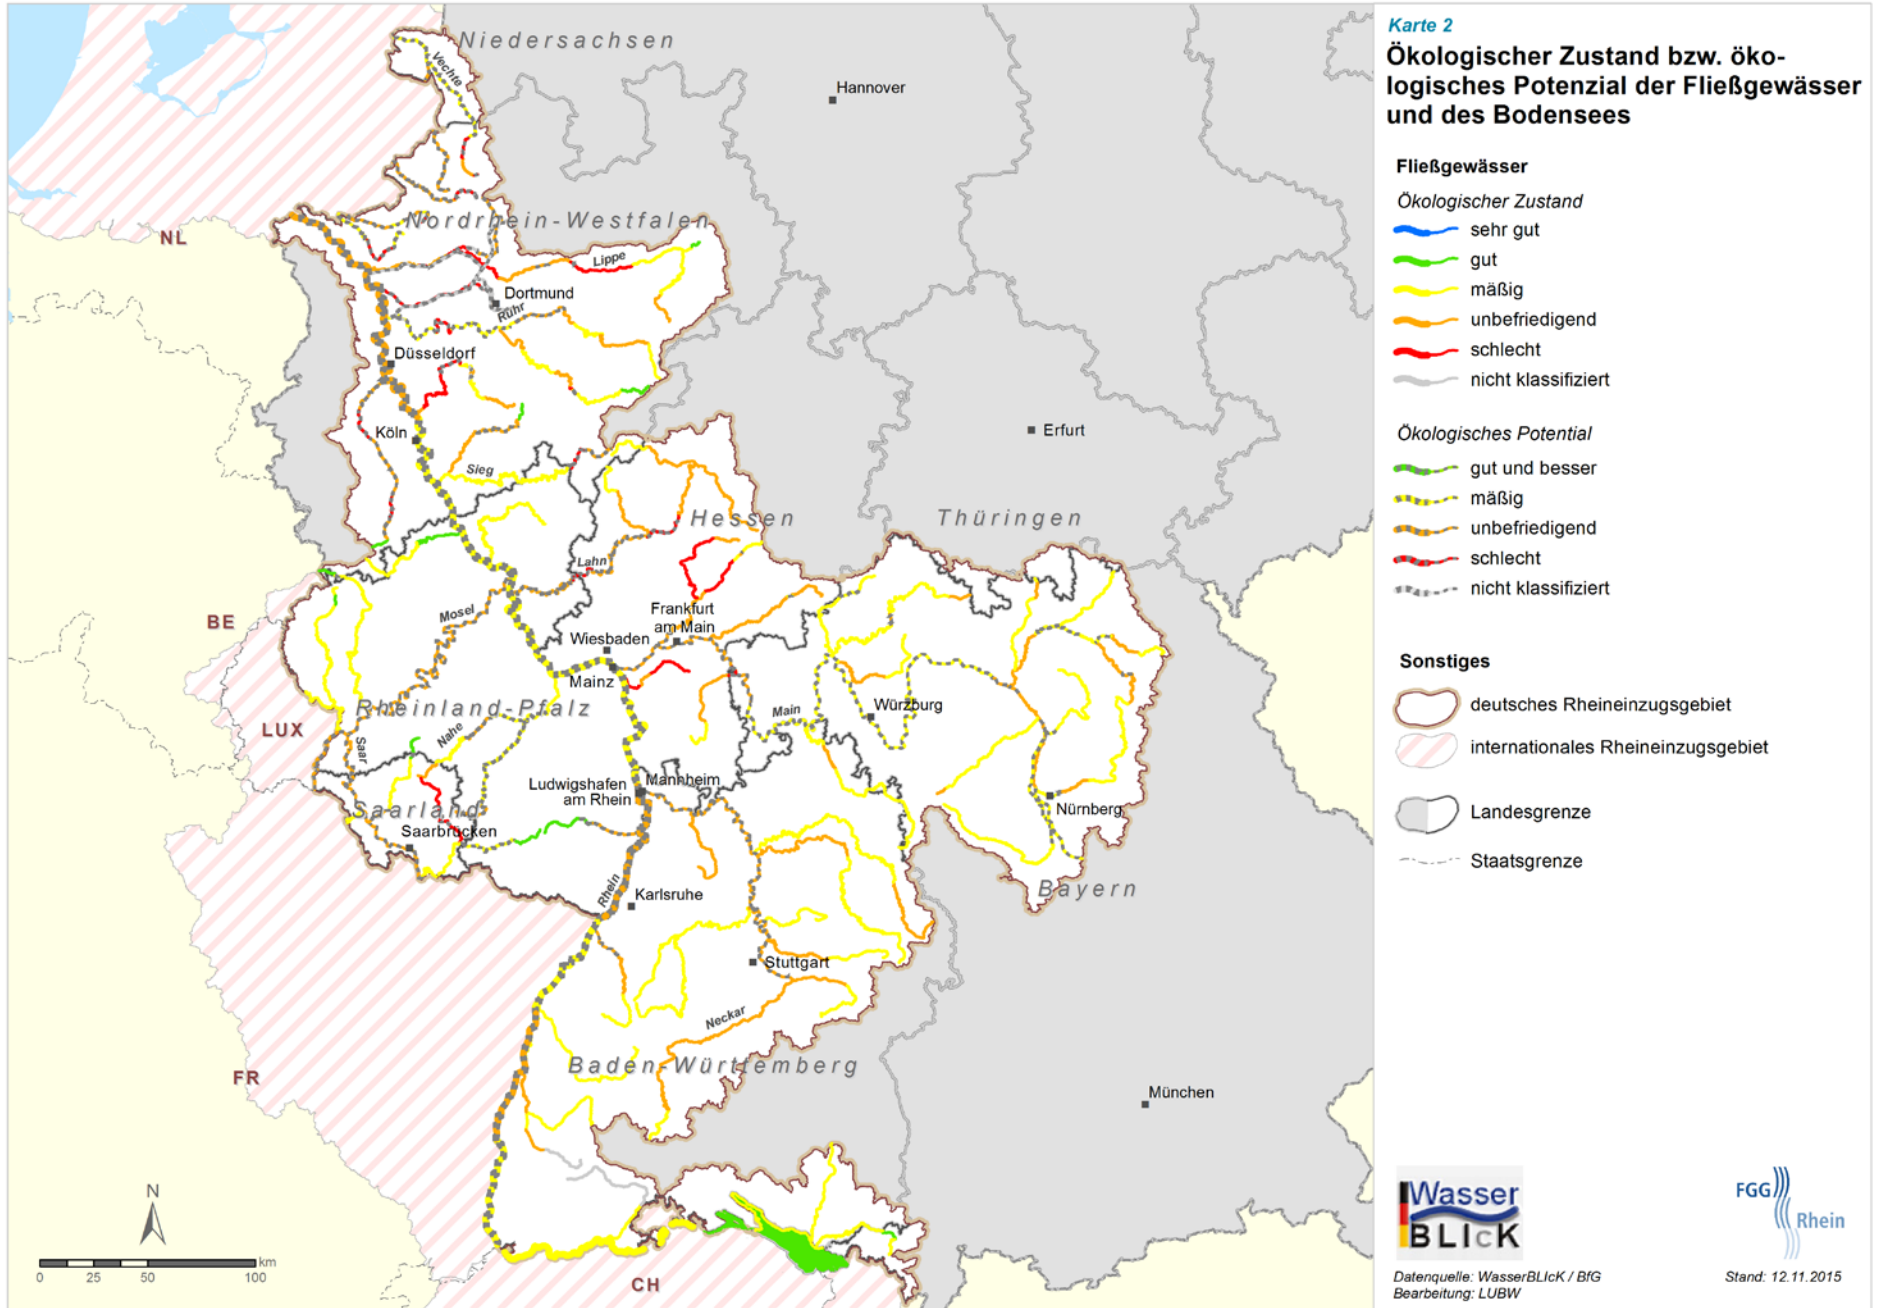 Niedersachsen
Vechte
Hannover
NL
Nordrhein-Westfalen
Lippe
Dortmund
Ruhr
Düsseldorf
Köln
Erfurt
Sieg
Hessen
Thüringen
Lahn
BE
Mosel
Frankfurt
am Main
Wiesbaden
Mainz
Rheinland-Pfalz
Würzburg
Main
LUX
Saar
Nahe
Ludwigshafen
am Rhein
Mannheim
Saarland
Saarbrücken
Nürnberg
Bayern
Rhein
Karlsruhe
Stuttgart
Neckar
Baden-Württemberg
FR
München
N
km
0 25 50 100
CH
Karte 2
Ökologischer Zustand bzw. öko-
logisches Potenzial der Fließgewässer
und des Bodensees
Fließgewässer
Ökologischer Zustand
sehr gut
gut
mäßig
unbefriedigend
schlecht
nicht klassifiziert
Ökologisches Potential
gut und besser
mäßig
unbefriedigend
schlecht
nicht klassifiziert
Sonstiges
deutsches Rheineinzugsgebiet
internationales Rheineinzugsgebiet
Landesgrenze
Staatsgrenze
Wasser
BLIcK
FGG
Rhein
Datenquelle: WasserBLIcK / BfG
Bearbeitung: LUBW
Stand: 12.11.2015